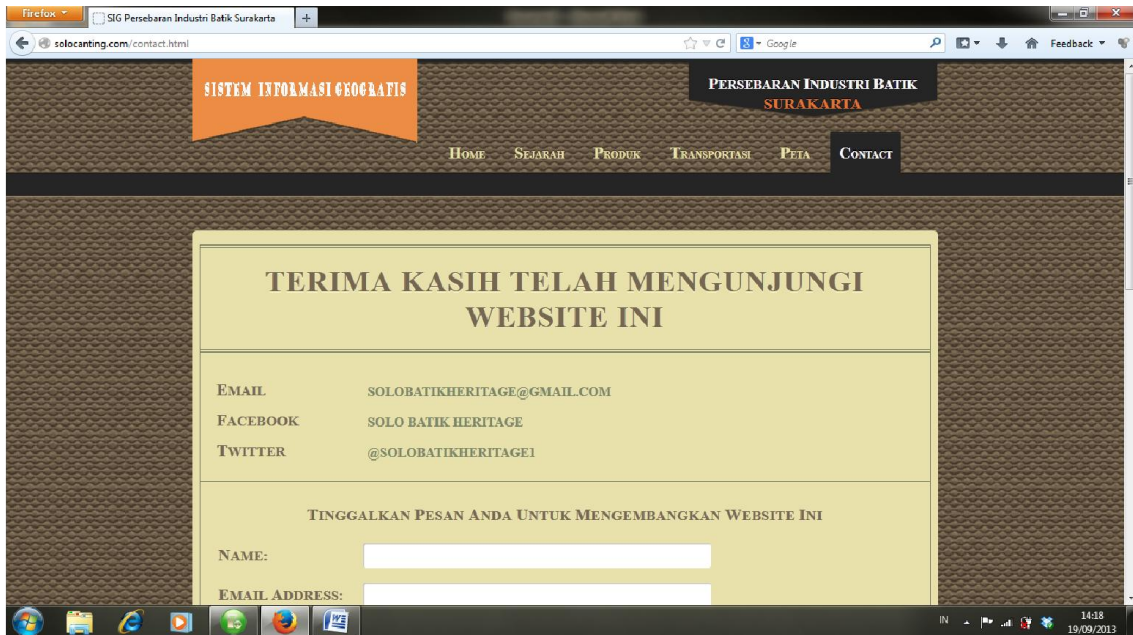 Firefox
SIG Persebaran Industri Batik Surakarta
solocanting.com/contact.html
Google
Feedback
SISTEM INFORMASI GEOGRAFIS
PERSEBARAN INDUSTRI BATIK
SURAKARTA
HOME SEJARAH PRODUK TRANSPORTASI PETA CONTACT
TERIMA KASIH TELAH MENGUNJUNGI
WEBSITE INI
EMAIL SOLOBATIKHERITAGE@GMAIL.COM
FACEBOOK SOLO BATIK HERITAGE
TWITTER @SOLOBATIKHERITAGE1
TINGGALKAN PESAN ANDA UNTUK MENGEMBANGKAN WEBSITE INI
NAME:
EMAIL ADDRESS:
IN
14:18
19/09/2013